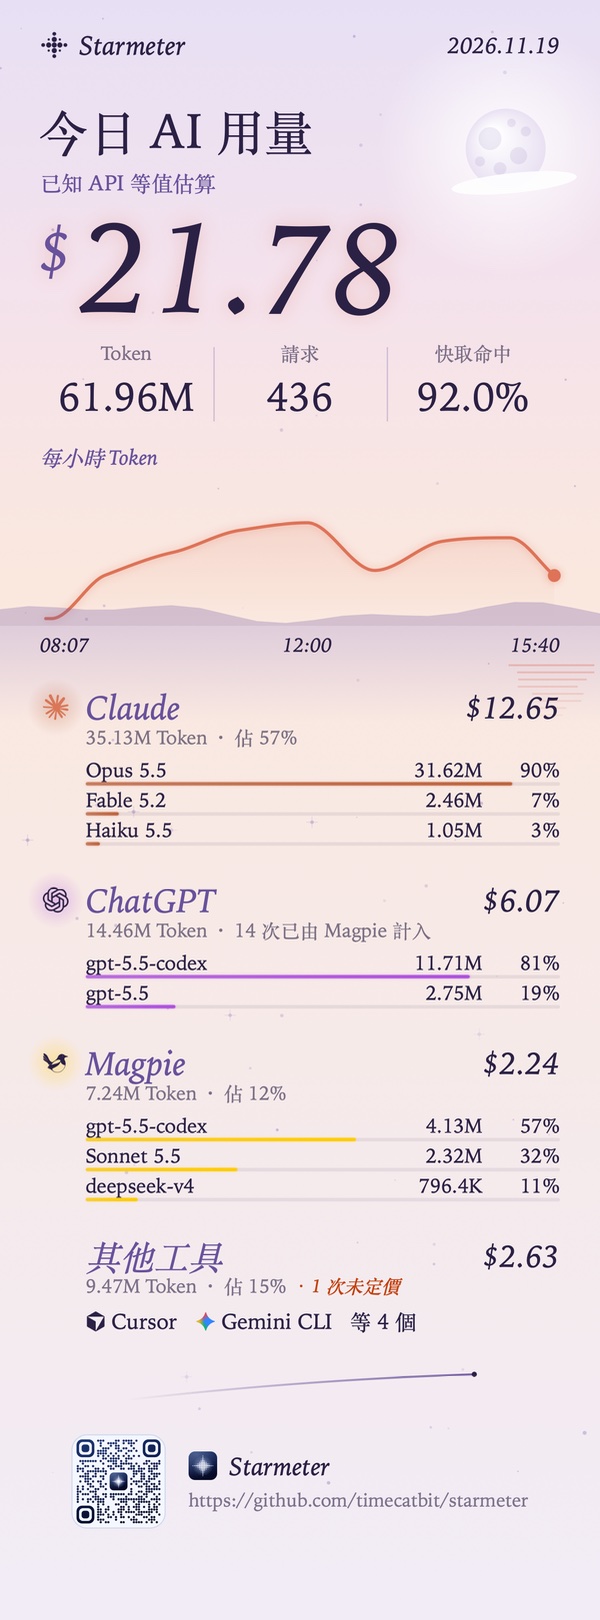 Starmeter 2026.11.19
今日 AI 用量
已知 API 等值估算
$21.78
Token 請求 快取命中
61.96M 436 92.0%
每小時 Token
08:07 12:00 15:40
Claude $12.65
35.13M Token · 佔 57%
Opus 5.5 31.62M 90%
Fable 5.2 2.46M 7%
Haiku 5.5 1.05M 3%
ChatGPT $6.07
14.46M Token · 14 次已由 Magpie 計入
gpt-5.5-codex 11.71M 81%
gpt-5.5 2.75M 19%
Magpie $2.24
7.24M Token · 佔 12%
gpt-5.5-codex 4.13M 57%
Sonnet 5.5 2.32M 32%
deepseek-v4 796.4K 11%
其他工具 $2.63
9.47M Token · 佔 15% · 1 次未定價
Cursor Gemini CLI 等 4 個
Starmeter
https://github.com/timecatbit/starmeter